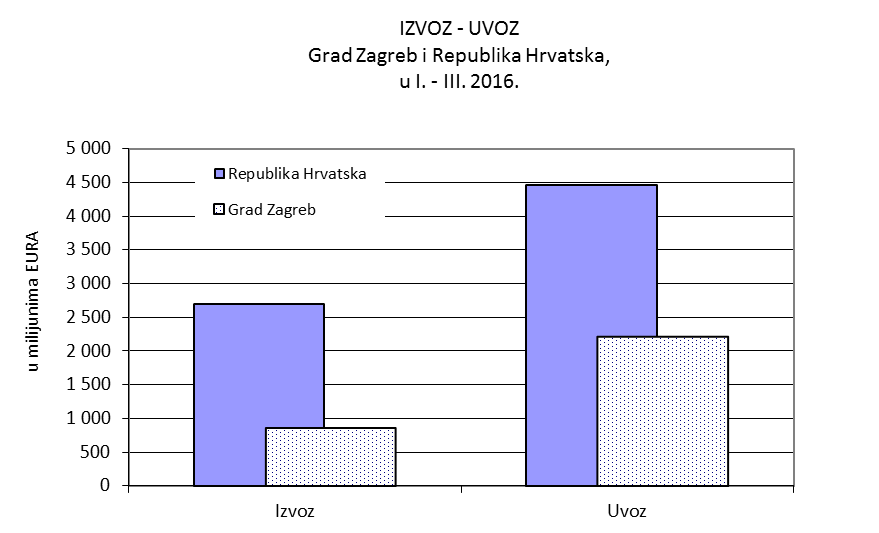 IZVOZ - UVOZ
Grad Zagreb i Republika Hrvatska,
u I. - III. 2016.
u milijunima EURA
5 000
4 500
4 000
3 500
3 000
2 500
2 000
1 500
1 000
500
0
Republika Hrvatska
Grad Zagreb
Izvoz
Uvoz